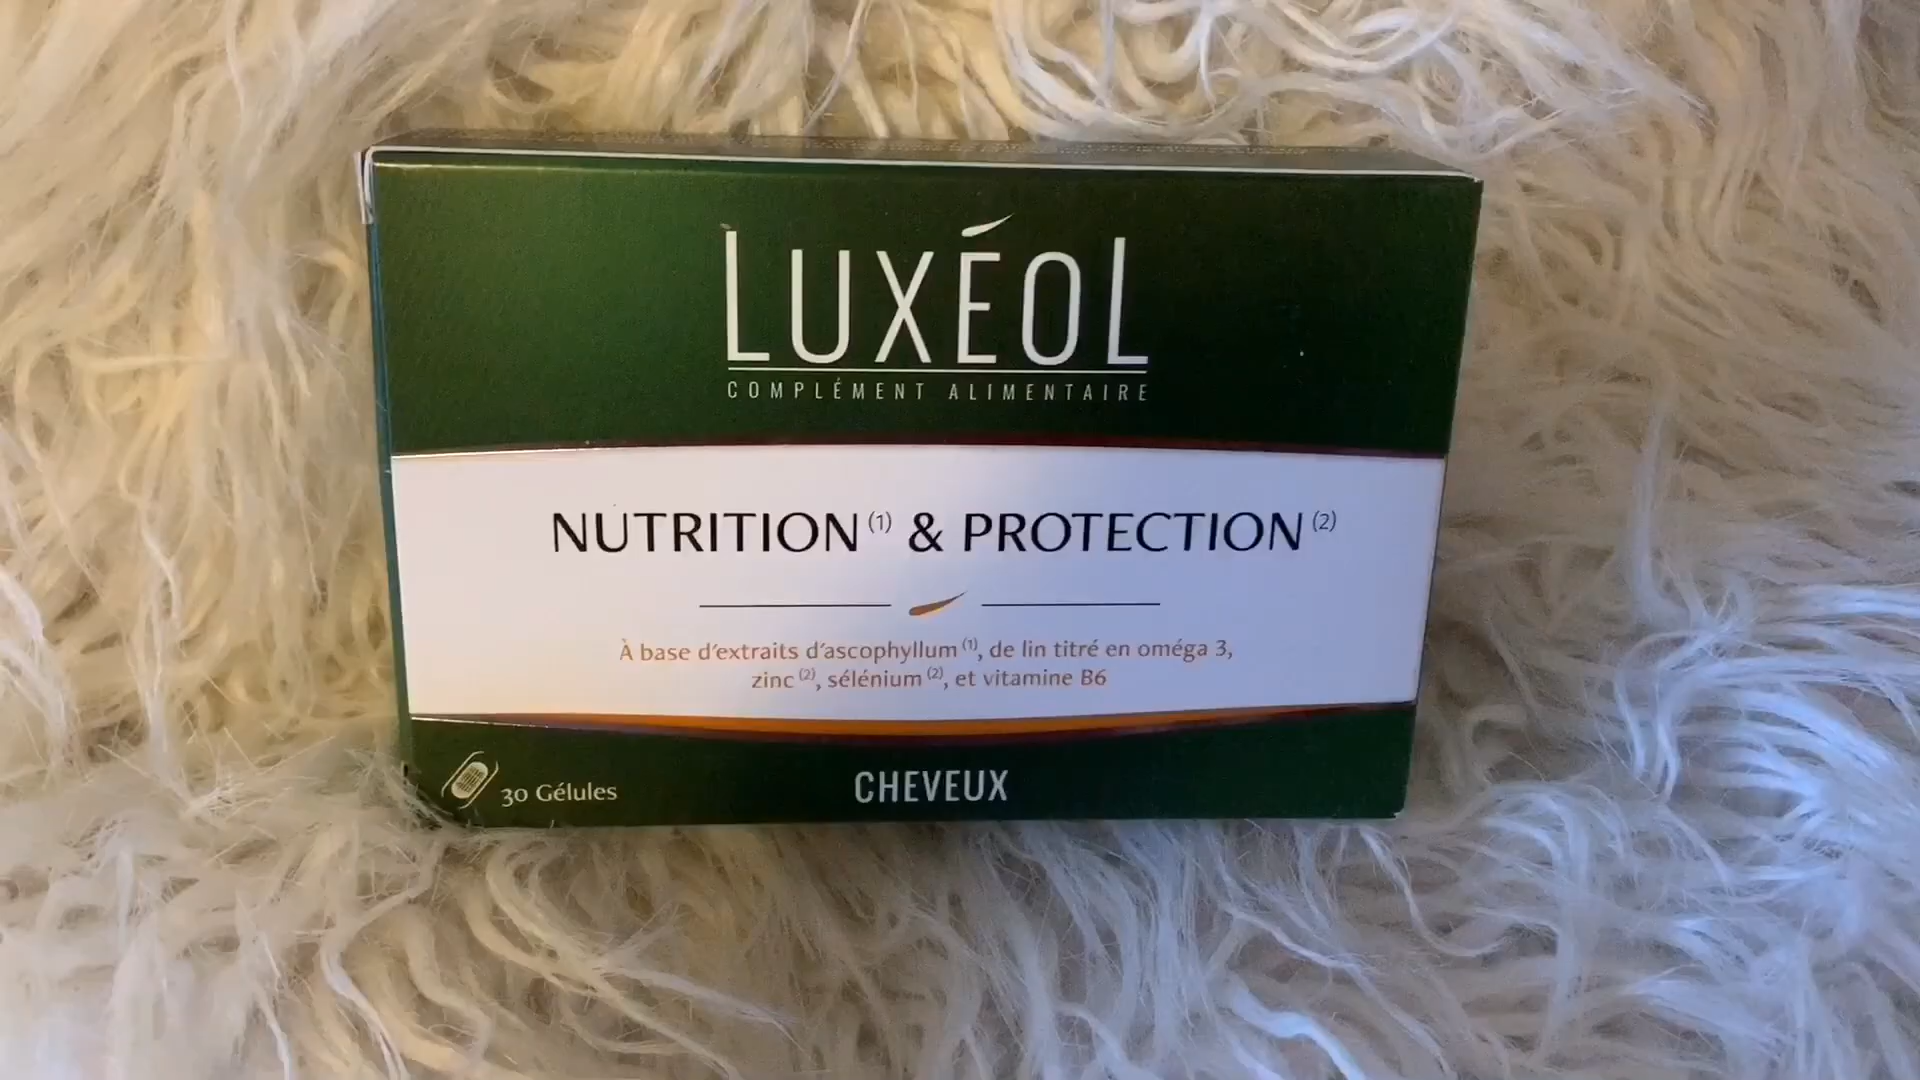 LUXÉOL
COMPLÉMENT ALIMENTAIRE
NUTRITION (1) & PROTECTION (2)
À base d'extraits d'ascophyllum (1), de lin titré en oméga 3,
zinc (2), sélénium (2), et vitamine B6
30 Gélules
CHEVEUX